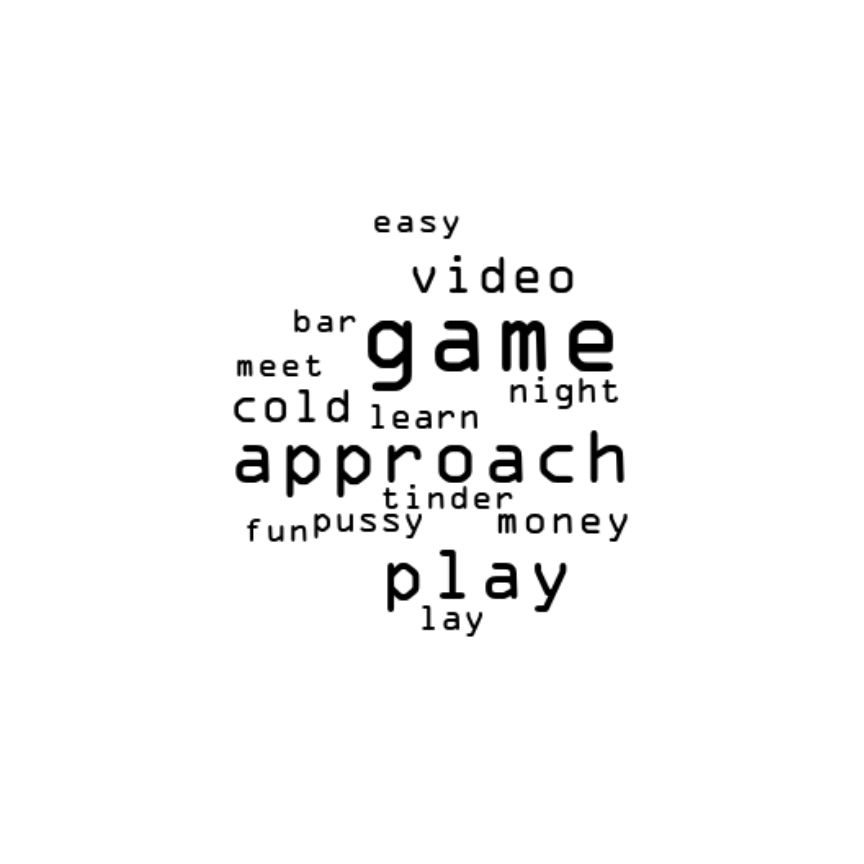 easy
video
bar game
meet
night
cold learn
approach
tinder
fun pussy money
play
lay